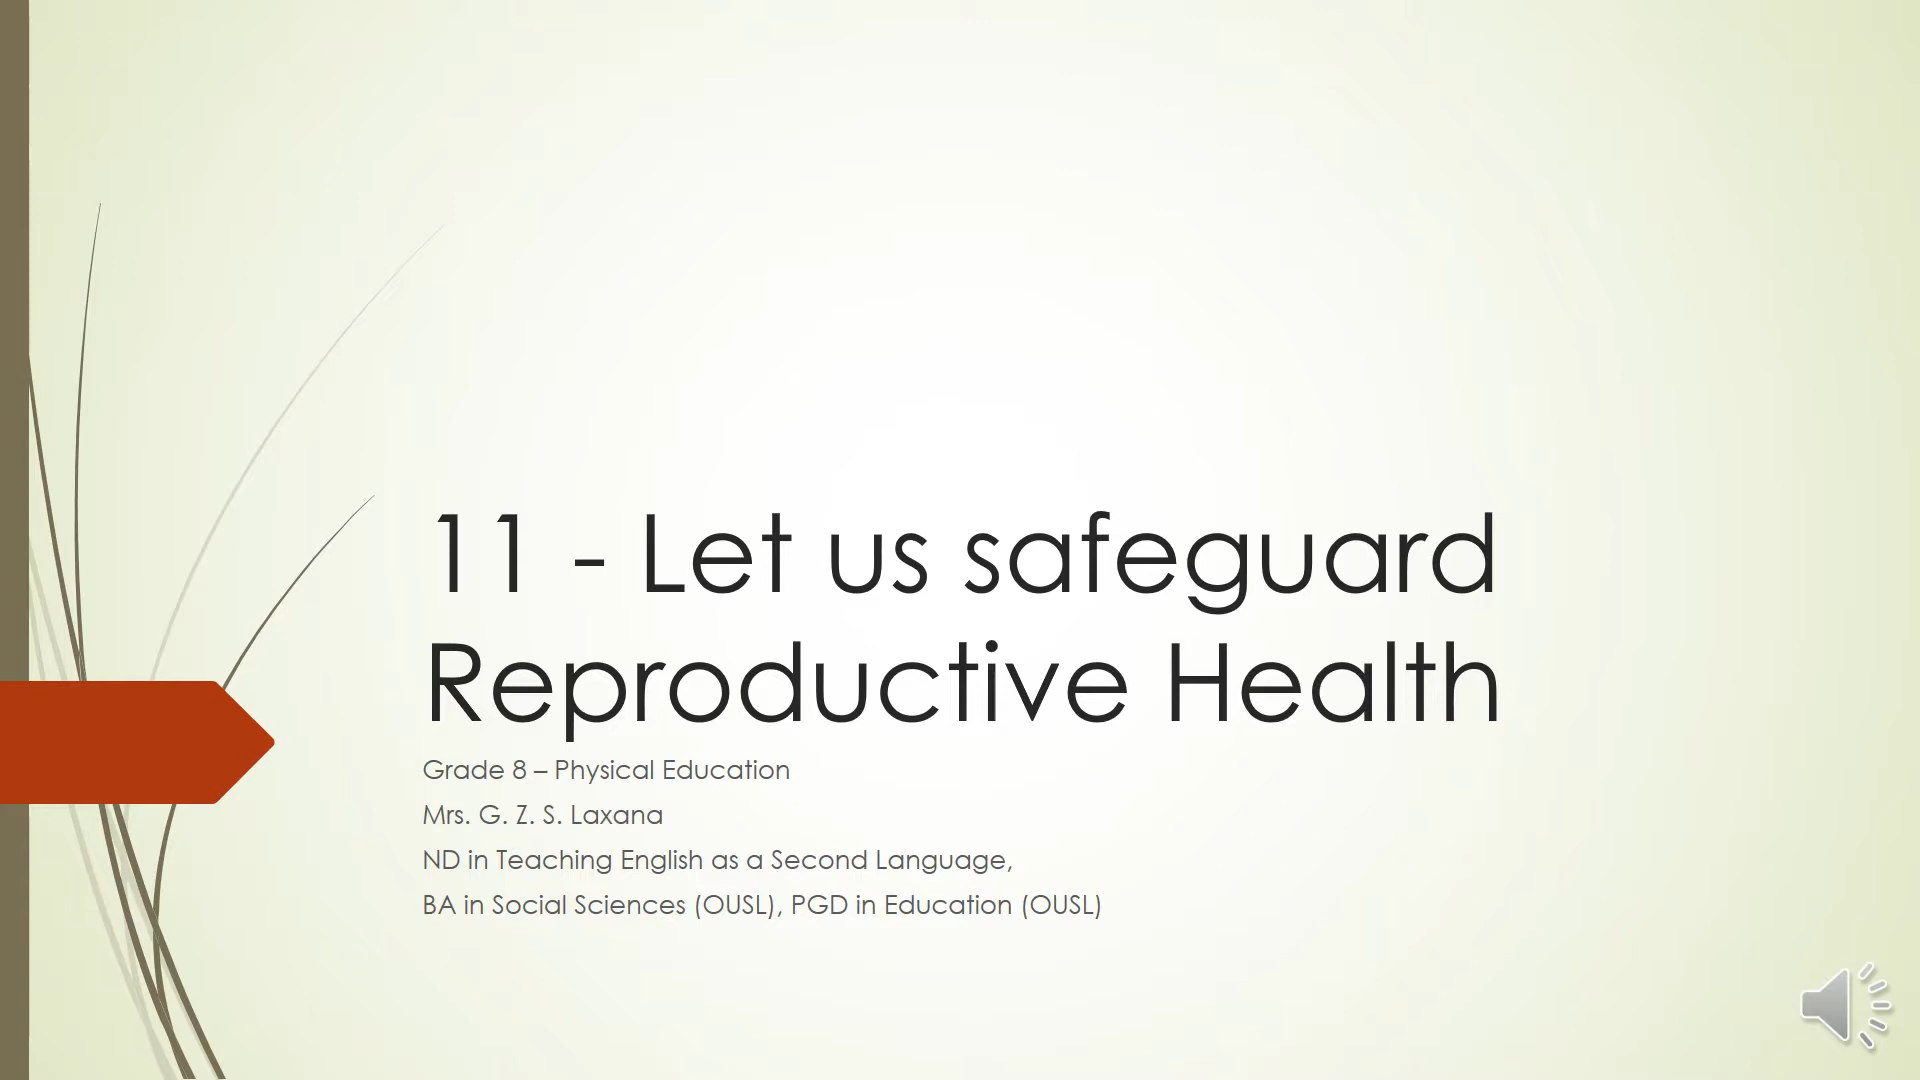 11 - Let us safeguard
Reproductive Health
Grade 8 – Physical Education
Mrs. G. Z. S. Laxana
ND in Teaching English as a Second Language,
BA in Social Sciences (OUSL), PGD in Education (OUSL)